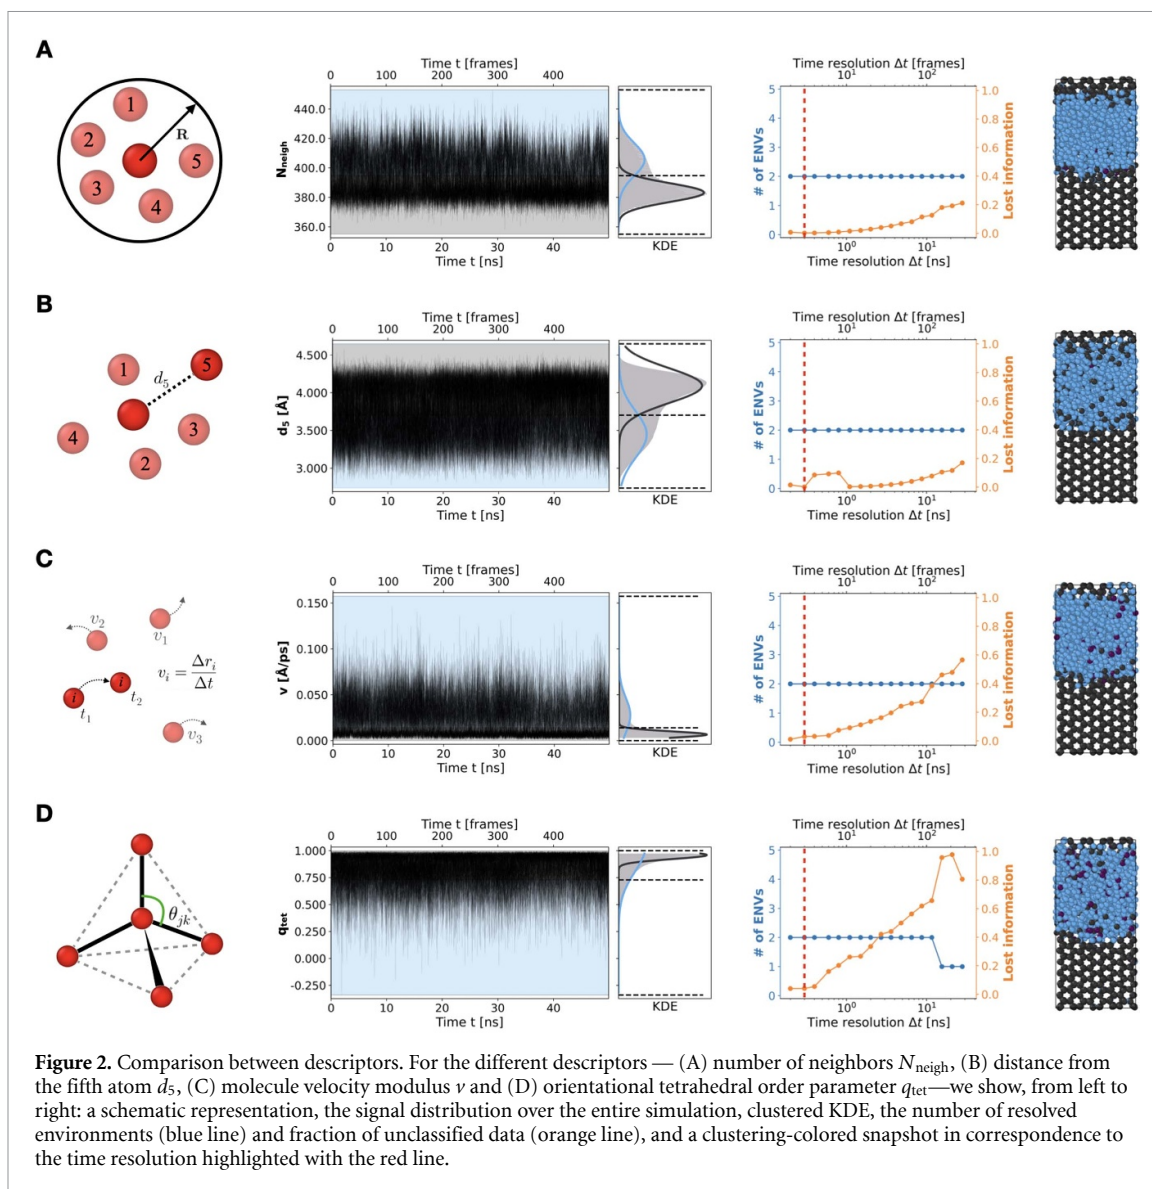 A
1
2
3
4
5
R
Time t [frames]
0 100 200 300 400
N_neigh
440.0
420.0
400.0
380.0
360.0
0 10 20 30 40
Time t [ns]
KDE
Time resolution Δt [frames]
10¹ 10²
# of ENVs
5
4
3
2
1
0
1.0
0.8
0.6
0.4
0.2
0.0
Lost information
10⁰ 10¹
Time resolution Δt [ns]
B
1
5
d₅
4
3
2
Time t [frames]
0 100 200 300 400
d₅ [Å]
4.500
4.000
3.500
3.000
0 10 20 30 40
Time t [ns]
KDE
Time resolution Δt [frames]
10¹ 10²
# of ENVs
5
4
3
2
1
0
1.0
0.8
0.6
0.4
0.2
0.0
Lost information
10⁰ 10¹
Time resolution Δt [ns]
C
v₂
v₁
vᵢ = Δrᵢ / Δt
i
i
t₁
t₂
v₃
Time t [frames]
0 100 200 300 400
v [Å/ps]
0.150
0.100
0.050
0.000
0 10 20 30 40
Time t [ns]
KDE
Time resolution Δt [frames]
10¹ 10²
# of ENVs
5
4
3
2
1
0
1.0
0.8
0.6
0.4
0.2
0.0
Lost information
10⁰ 10¹
Time resolution Δt [ns]
D
θ_jk
Time t [frames]
0 100 200 300 400
q_tet
1.000
0.750
0.500
0.250
0.000
-0.250
0 10 20 30 40
Time t [ns]
KDE
Time resolution Δt [frames]
10¹ 10²
# of ENVs
5
4
3
2
1
0
1.0
0.8
0.6
0.4
0.2
0.0
Lost information
10⁰ 10¹
Time resolution Δt [ns]
Figure 2. Comparison between descriptors. For the different descriptors — (A) number of neighbors N_neigh, (B) distance from
the fifth atom d₅, (C) molecule velocity modulus v and (D) orientational tetrahedral order parameter q_tet—we show, from left to
right: a schematic representation, the signal distribution over the entire simulation, clustered KDE, the number of resolved
environments (blue line) and fraction of unclassified data (orange line), and a clustering-colored snapshot in correspondence to
the time resolution highlighted with the red line.